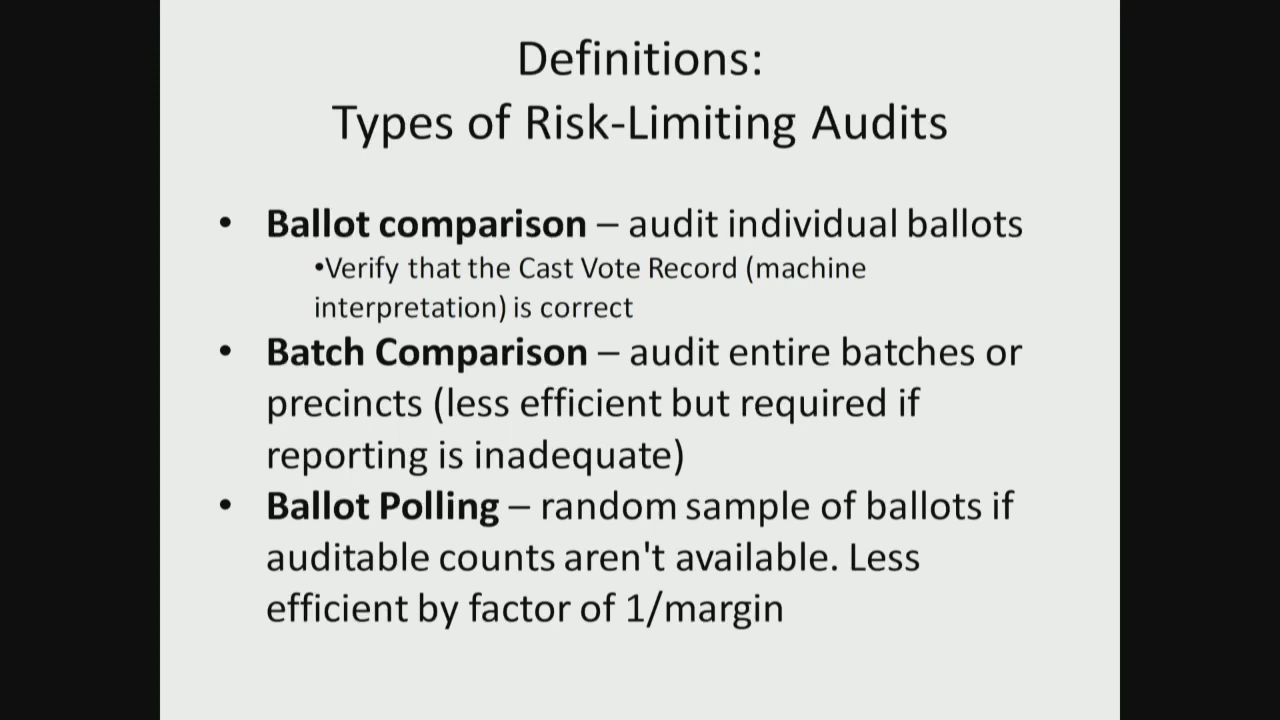 Definitions:
Types of Risk-Limiting Audits
• Ballot comparison – audit individual ballots
•Verify that the Cast Vote Record (machine
interpretation) is correct
• Batch Comparison – audit entire batches or
precincts (less efficient but required if
reporting is inadequate)
• Ballot Polling – random sample of ballots if
auditable counts aren't available. Less
efficient by factor of 1/margin